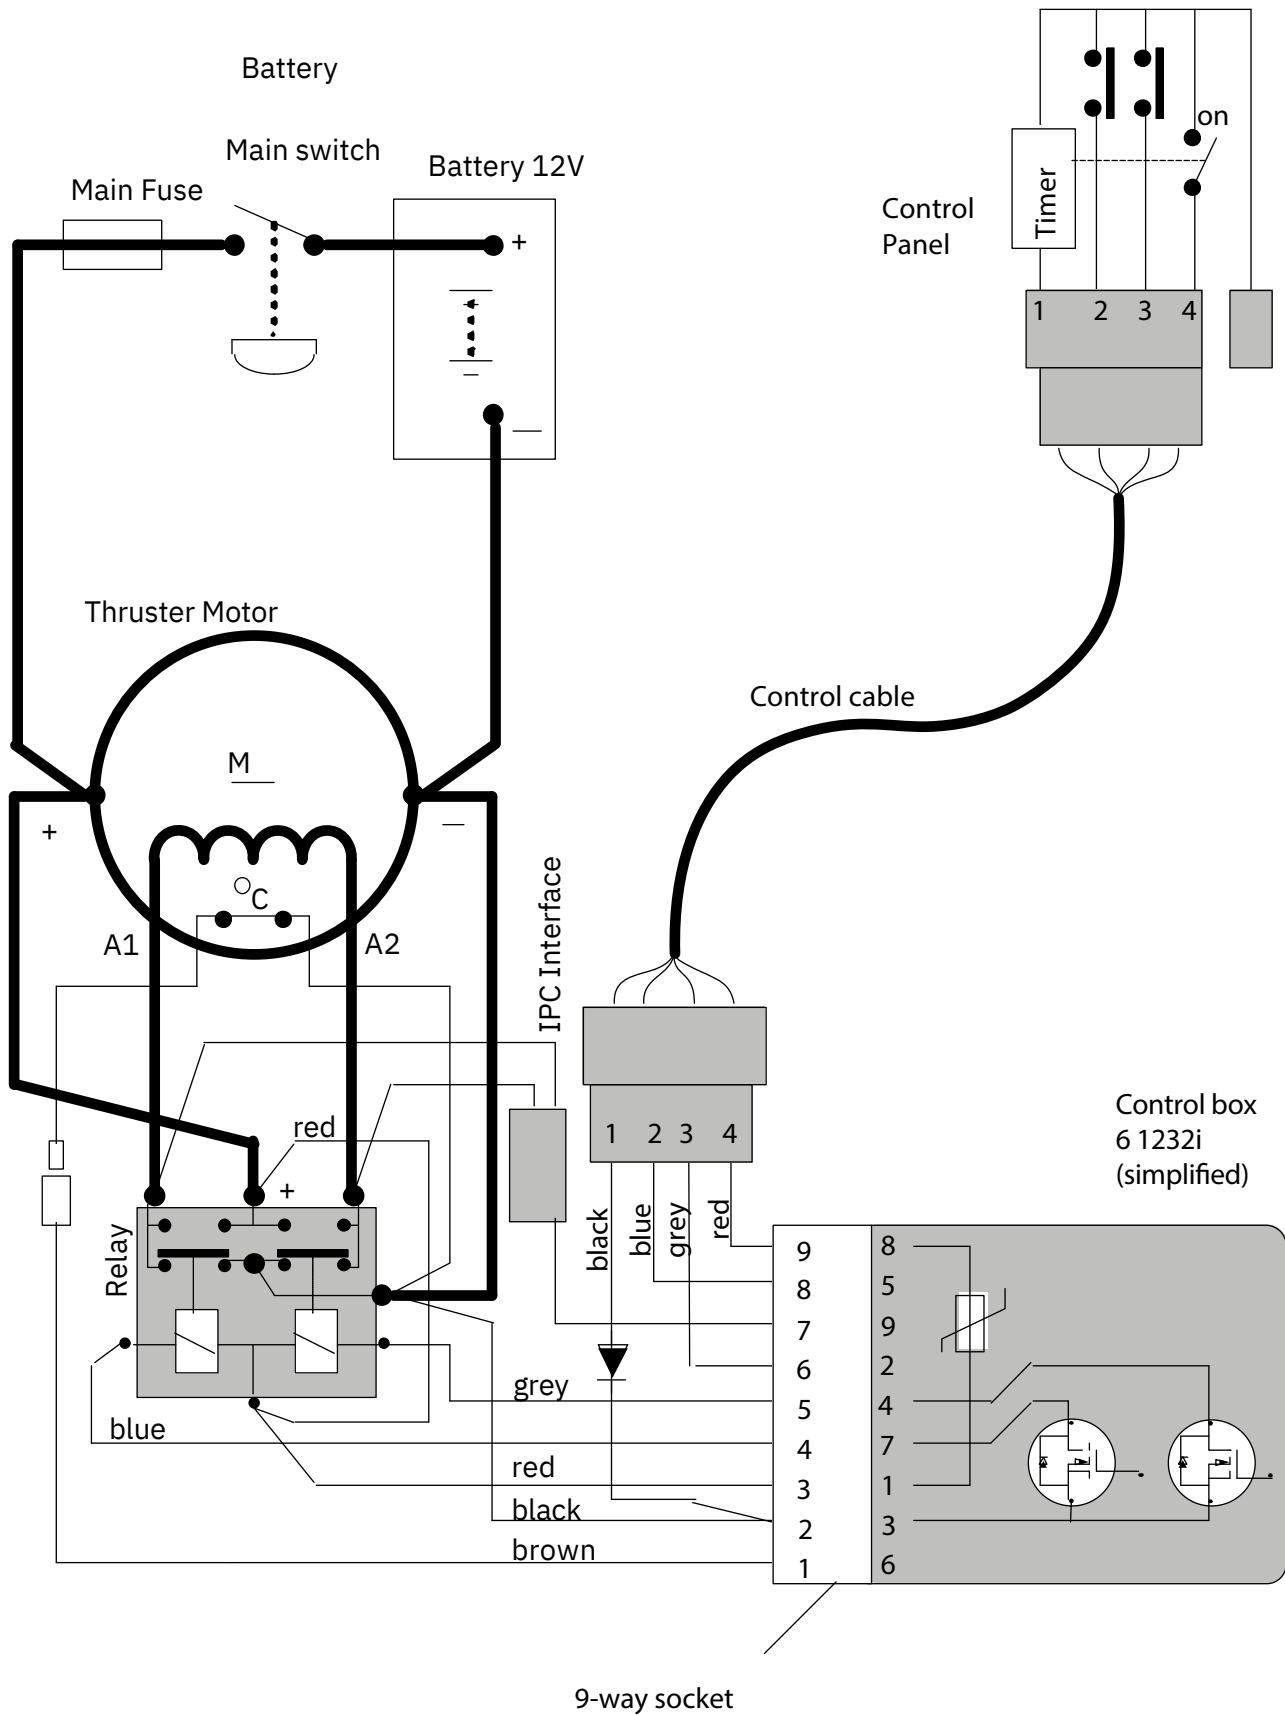 Battery
Main switch
Battery 12V
Main Fuse
+
—
on
Timer
Control
Panel
1 2 3 4
Thruster Motor
Control cable
M
+
—
°C
A1
A2
IPC Interface
red
+
Relay
1 2 3 4
black
blue
grey
red
Control box
6 1232i
(simplified)
9 8
8 5
7 9
6 2
5 4
4 7
3 1
2 3
1 6
grey
blue
red
black
brown
9-way socket